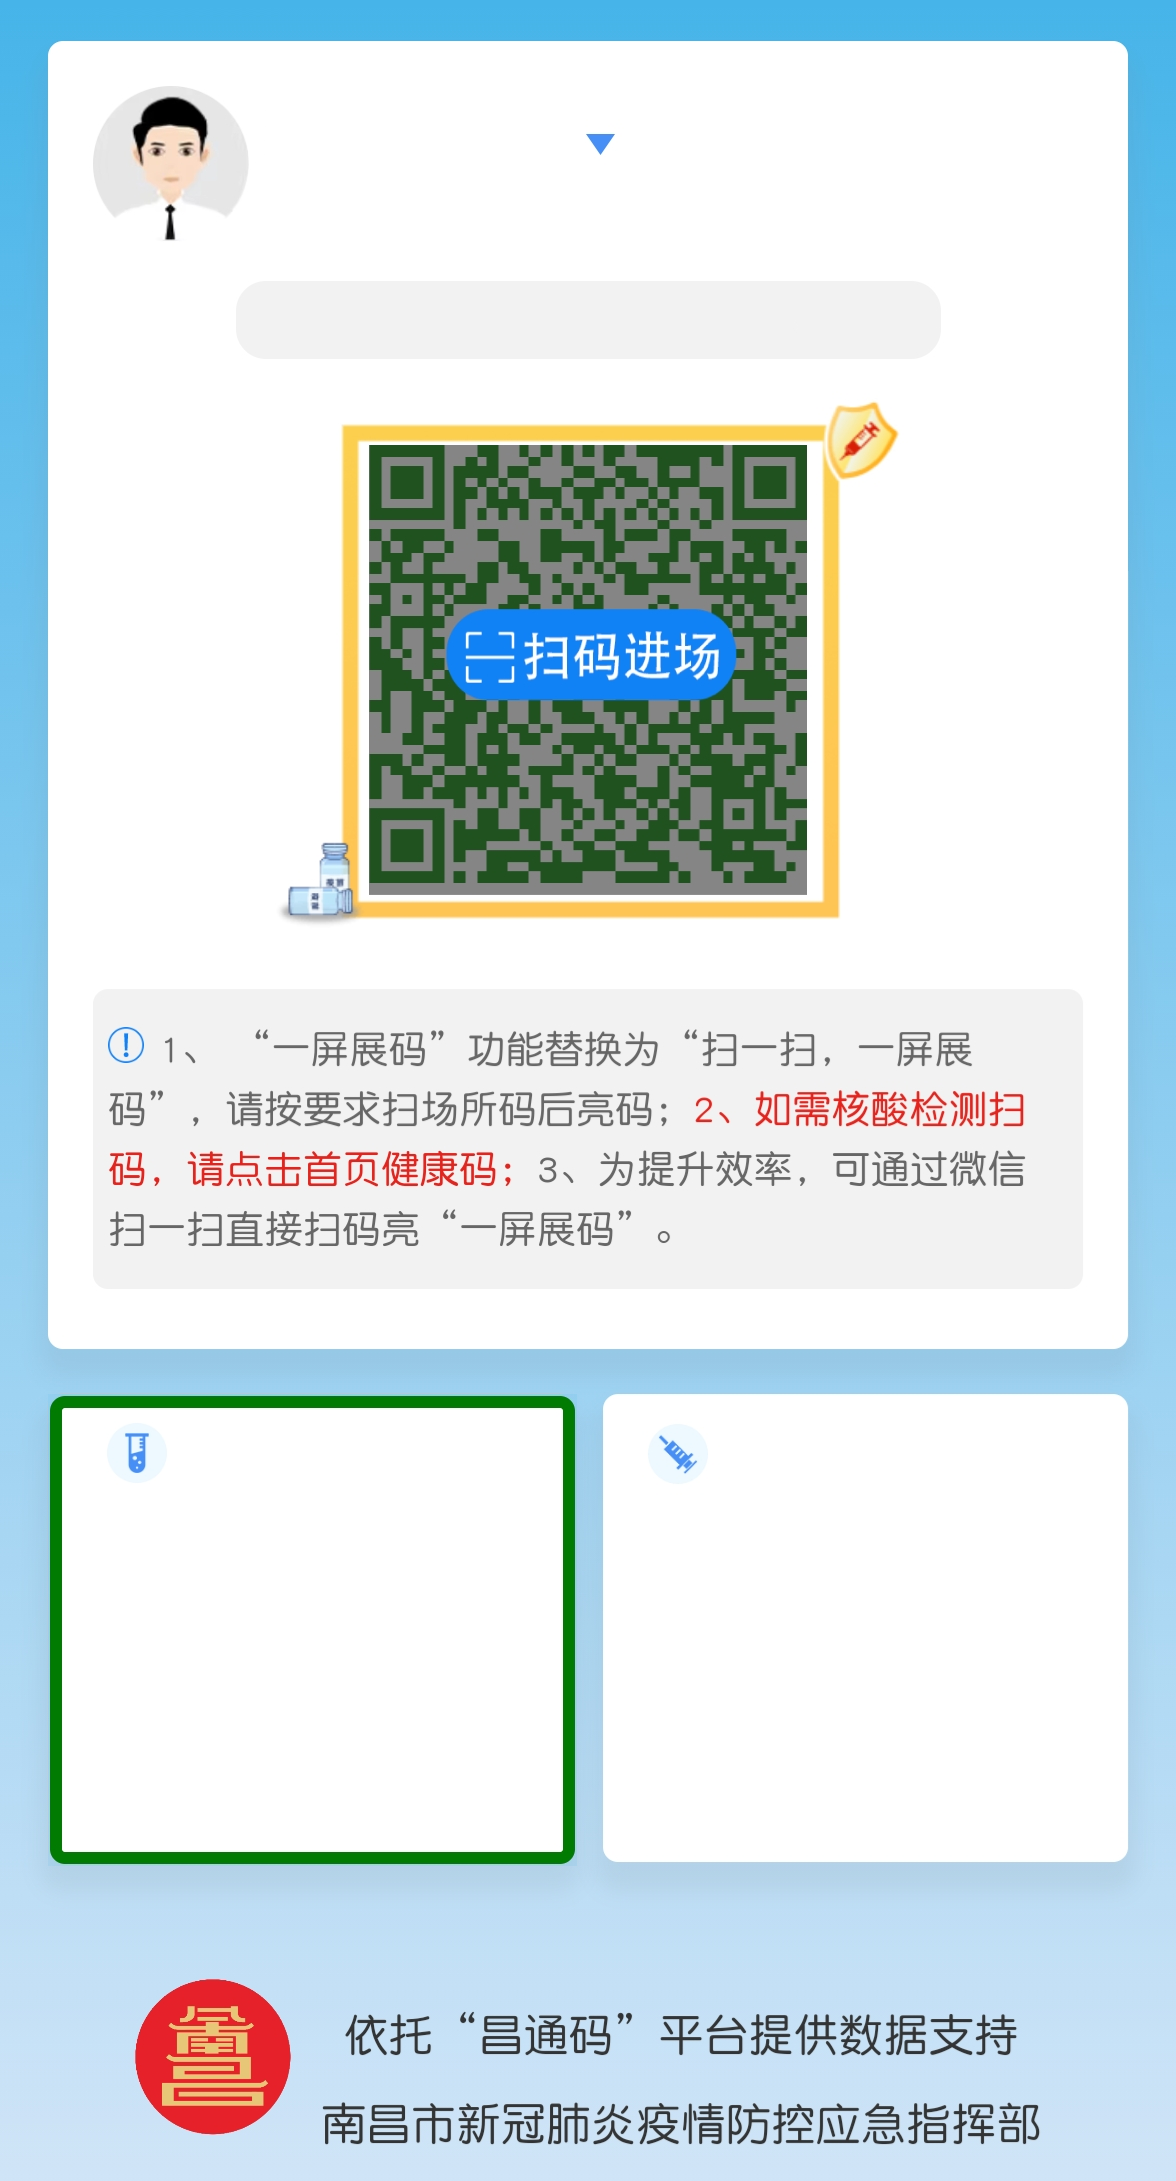 扫码进场
1、 “一屏展码”功能替换为“扫一扫，一屏展
码”，请按要求扫场所码后亮码；2、如需核酸检测扫
码，请点击首页健康码；3、为提升效率，可通过微信
扫一扫直接扫码亮“一屏展码”。
依托“昌通码”平台提供数据支持
南昌市新冠肺炎疫情防控应急指挥部